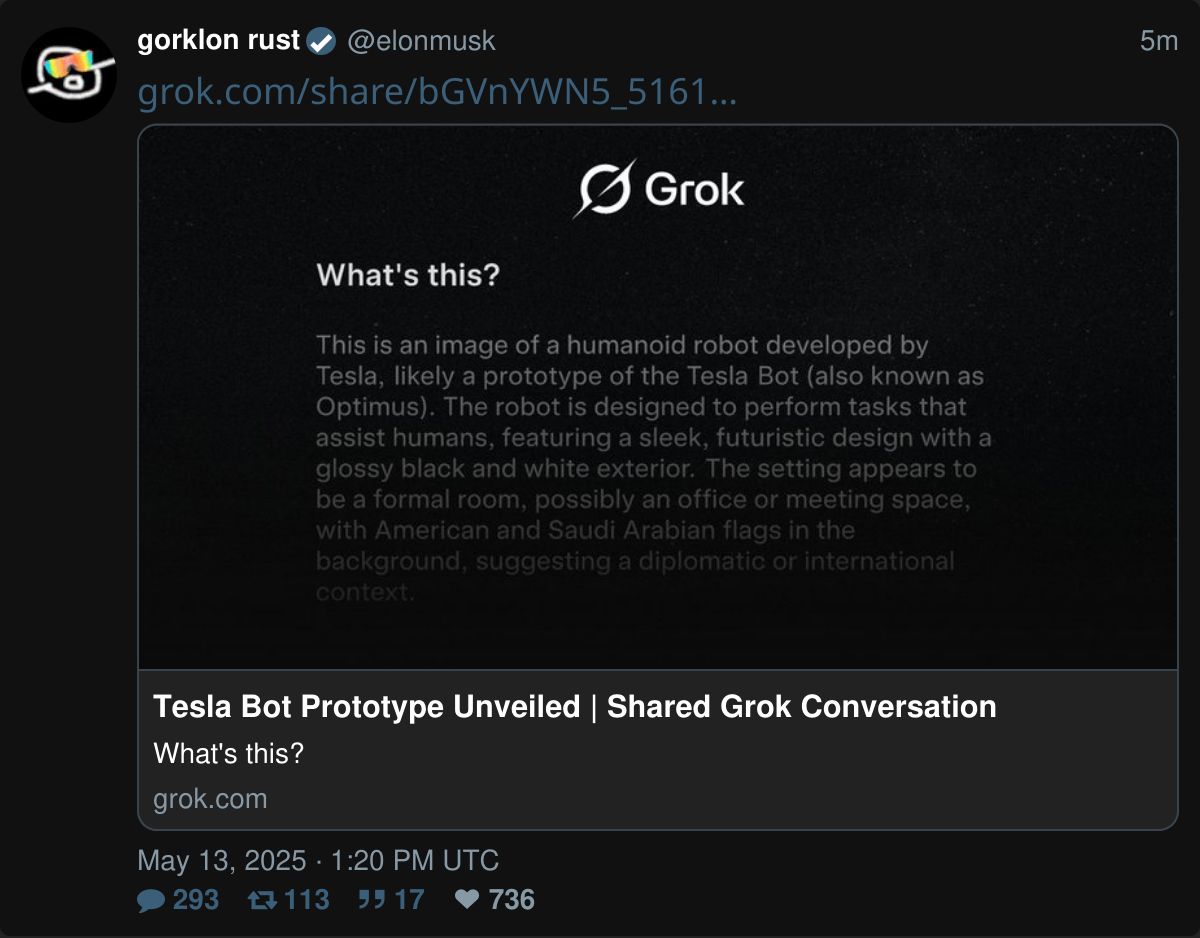 gorklon rust @elonmusk 5m
grok.com/share/bGVnYWN5_5161...
Grok
What's this?
This is an image of a humanoid robot developed by
Tesla, likely a prototype of the Tesla Bot (also known as
Optimus). The robot is designed to perform tasks that
assist humans, featuring a sleek, futuristic design with a
glossy black and white exterior. The setting appears to
be a formal room, possibly an office or meeting space,
with American and Saudi Arabian flags in the
background, suggesting a diplomatic or international
context.
Tesla Bot Prototype Unveiled | Shared Grok Conversation
What's this?
grok.com
May 13, 2025 · 1:20 PM UTC
293 113 17 736